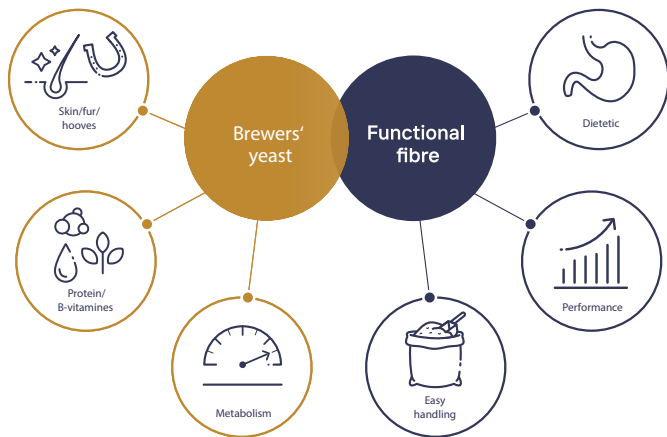 Skin/fur/
hooves
Brewers‘
yeast
Functional
fibre
Dietetic
Protein/
B-vitamines
Performance
Metabolism
Easy
handling